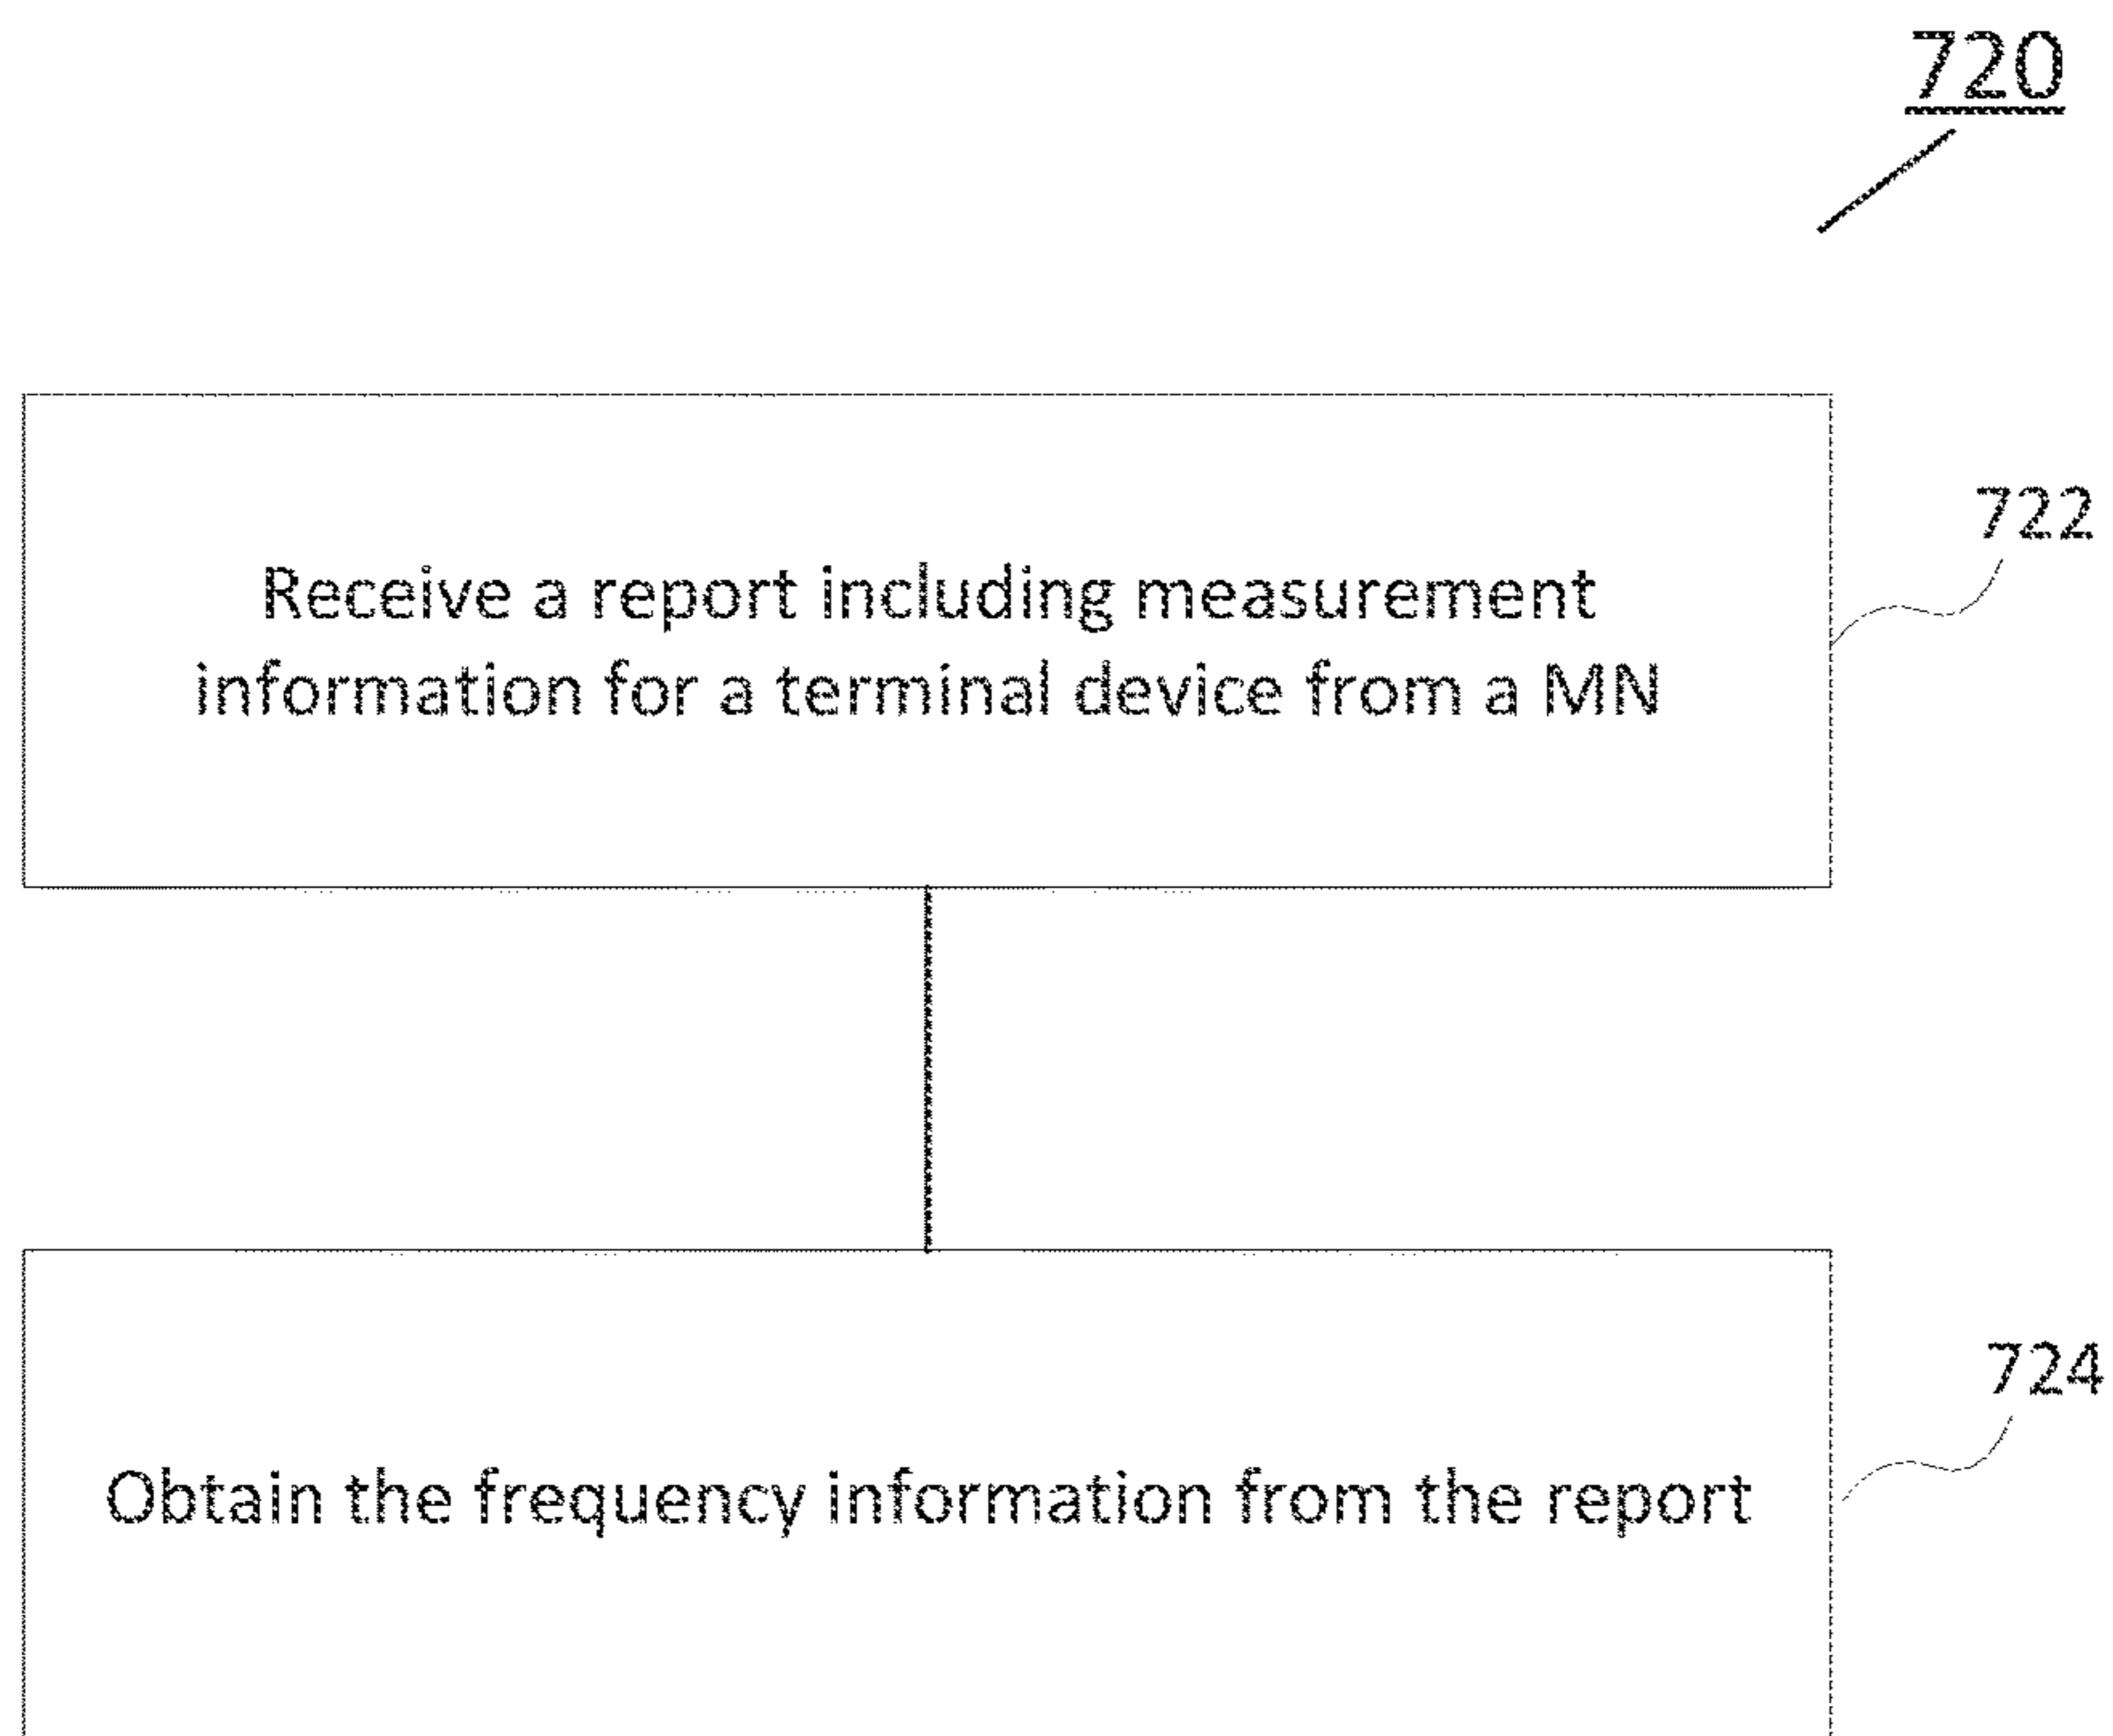 720
722
Receive a report including measurement
information for a terminal device from a MN
724
Obtain the frequency information from the report